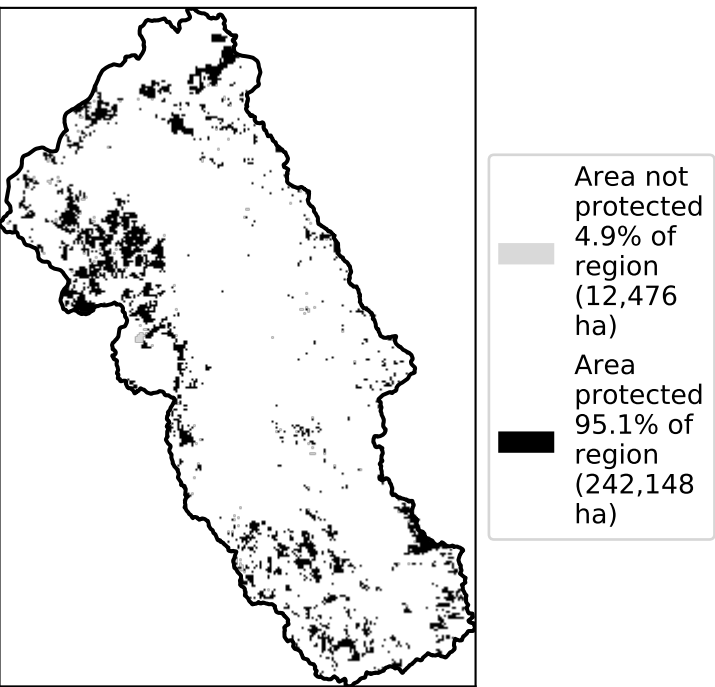 Area not
protected
4.9% of
region
(12,476
ha)
Area
protected
95.1% of
region
(242,148
ha)